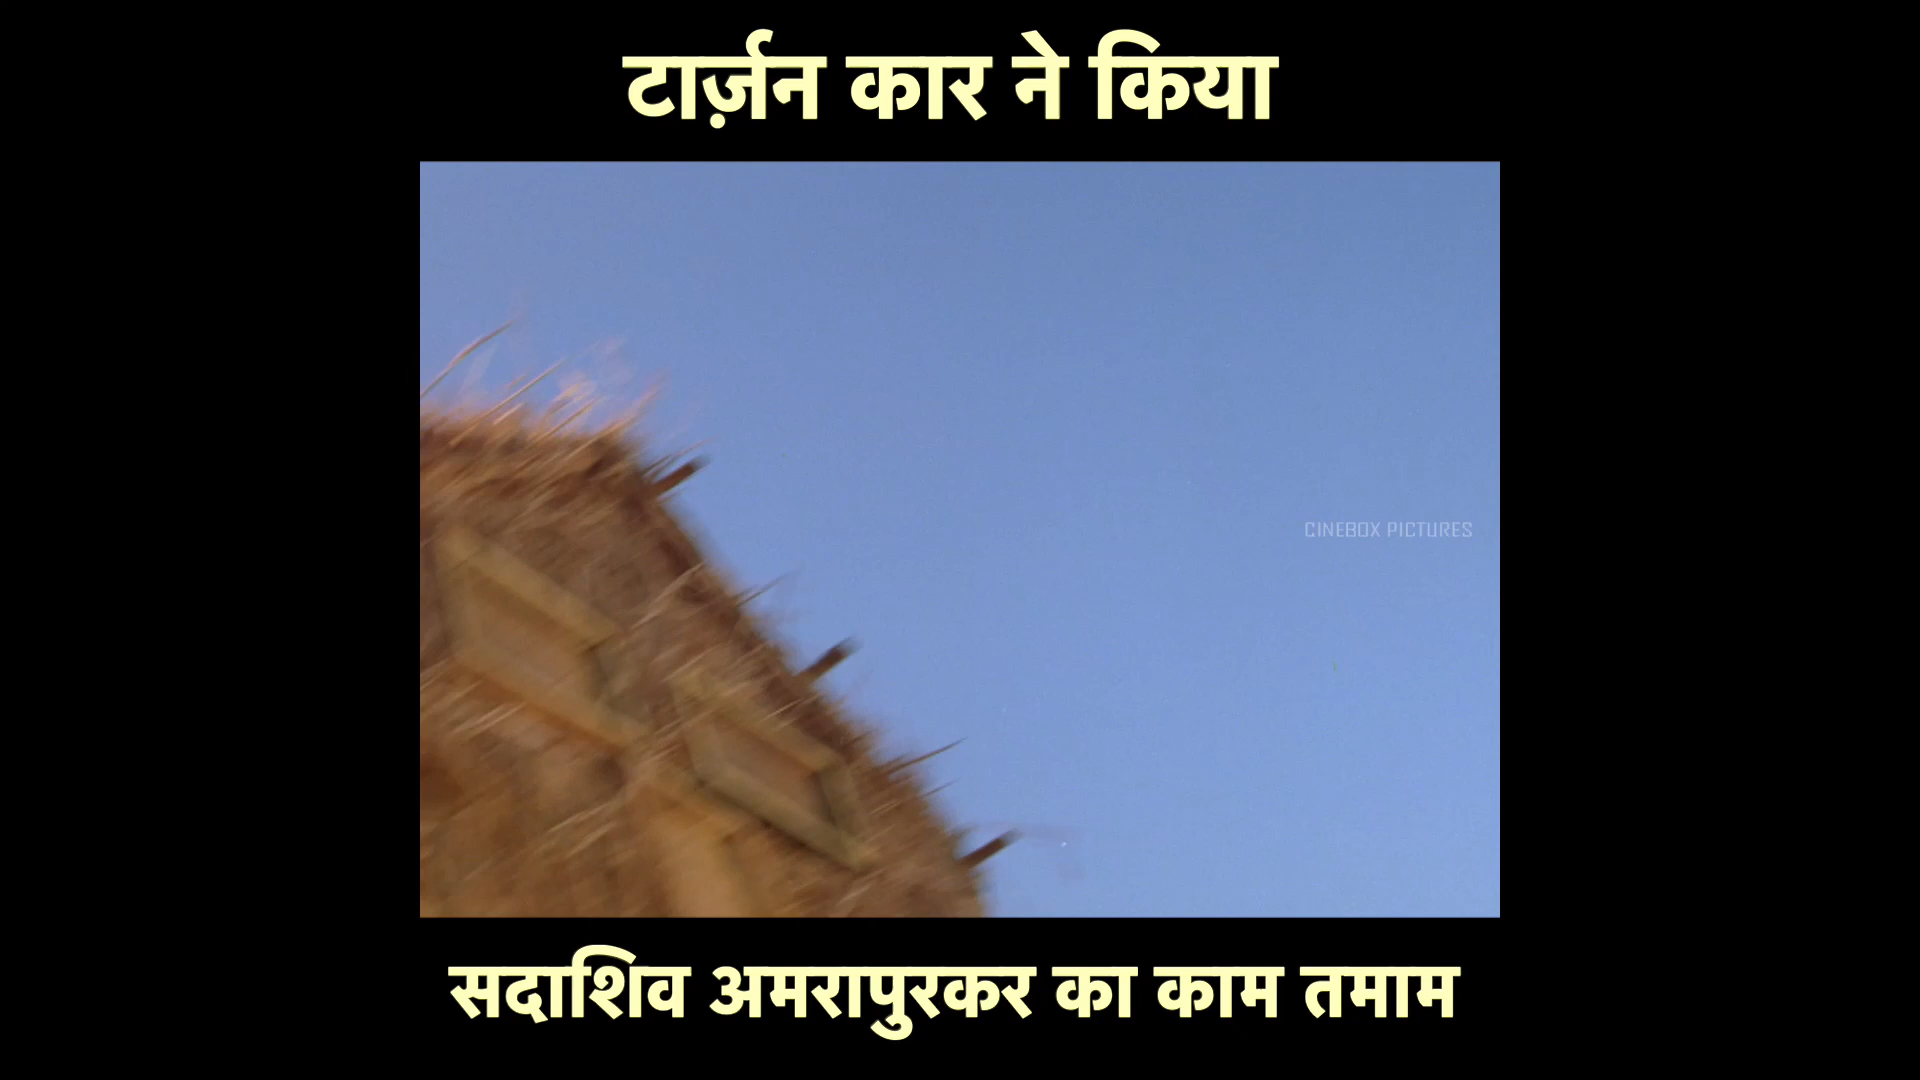 टार्ज़न कार ने किया
CINEBOX PICTURES
सदाशिव अमरापुरकर का काम तमाम